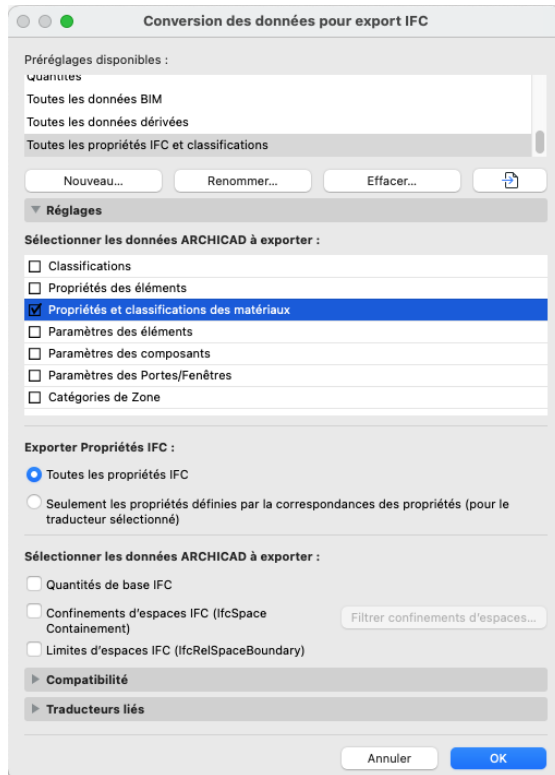 Conversion des données pour export IFC
Préréglages disponibles :
Quantités
Toutes les données BIM
Toutes les données dérivées
Toutes les propriétés IFC et classifications
Nouveau...
Renommer...
Effacer...
Réglages
Sélectionner les données ARCHICAD à exporter :
Classifications
Propriétés des éléments
Propriétés et classifications des matériaux
Paramètres des éléments
Paramètres des composants
Paramètres des Portes/Fenêtres
Catégories de Zone
Exporter Propriétés IFC :
Toutes les propriétés IFC
Seulement les propriétés définies par la correspondances des propriétés (pour le
traducteur sélectionné)
Sélectionner les données ARCHICAD à exporter :
Quantités de base IFC
Confinements d'espaces IFC (IfcSpace
Containement)
Filtrer confinements d'espaces...
Limites d'espaces IFC (IfcRelSpaceBoundary)
Compatibilité
Traducteurs liés
Annuler
OK